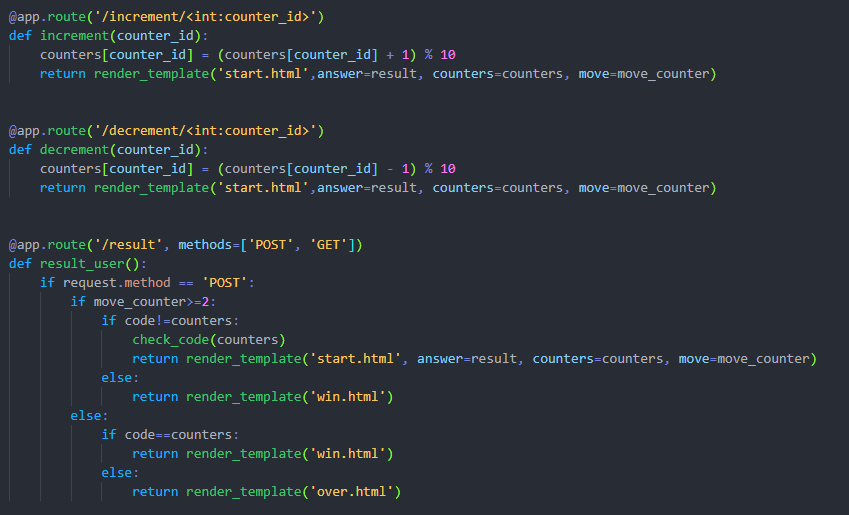 @app.route('/increment/<int:counter_id>')
def increment(counter_id):
    counters[counter_id] = (counters[counter_id] + 1) % 10
    return render_template('start.html',answer=result, counters=counters, move=move_counter)
@app.route('/decrement/<int:counter_id>')
def decrement(counter_id):
    counters[counter_id] = (counters[counter_id] - 1) % 10
    return render_template('start.html',answer=result, counters=counters, move=move_counter)
@app.route('/result', methods=['POST', 'GET'])
def result_user():
    if request.method == 'POST':
        if move_counter>=2:
            if code!=counters:
                check_code(counters)
                return render_template('start.html', answer=result, counters=counters, move=move_counter)
            else:
                return render_template('win.html')
        else:
            if code==counters:
                return render_template('win.html')
            else:
                return render_template('over.html')